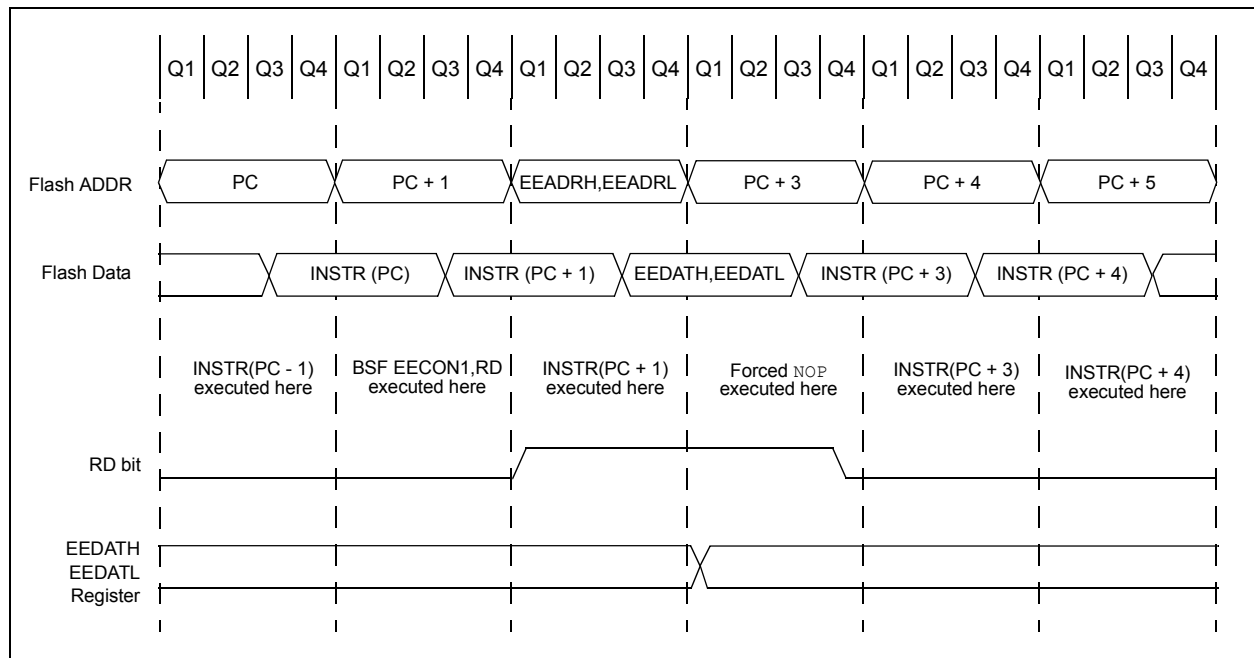 Q1 Q2 Q3 Q4 Q1 Q2 Q3 Q4 Q1 Q2 Q3 Q4 Q1 Q2 Q3 Q4 Q1 Q2 Q3 Q4 Q1 Q2 Q3 Q4
Flash ADDR PC PC + 1 EEADRH,EEADRL PC + 3 PC + 4 PC + 5
Flash Data INSTR (PC) INSTR (PC + 1) EEDATH,EEDATL INSTR (PC + 3) INSTR (PC + 4)
INSTR(PC - 1) BSF EECON1,RD INSTR(PC + 1) Forced NOP INSTR(PC + 3) INSTR(PC + 4)
executed here executed here executed here executed here executed here executed here
RD bit
EEDATH
EEDATL
Register